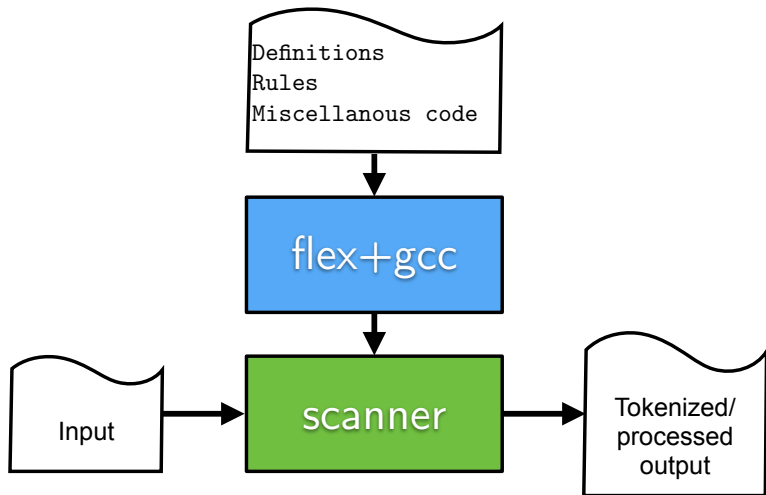 Definitions
Rules
Miscellanous code
flex+gcc
Input
scanner
Tokenized/
processed
output